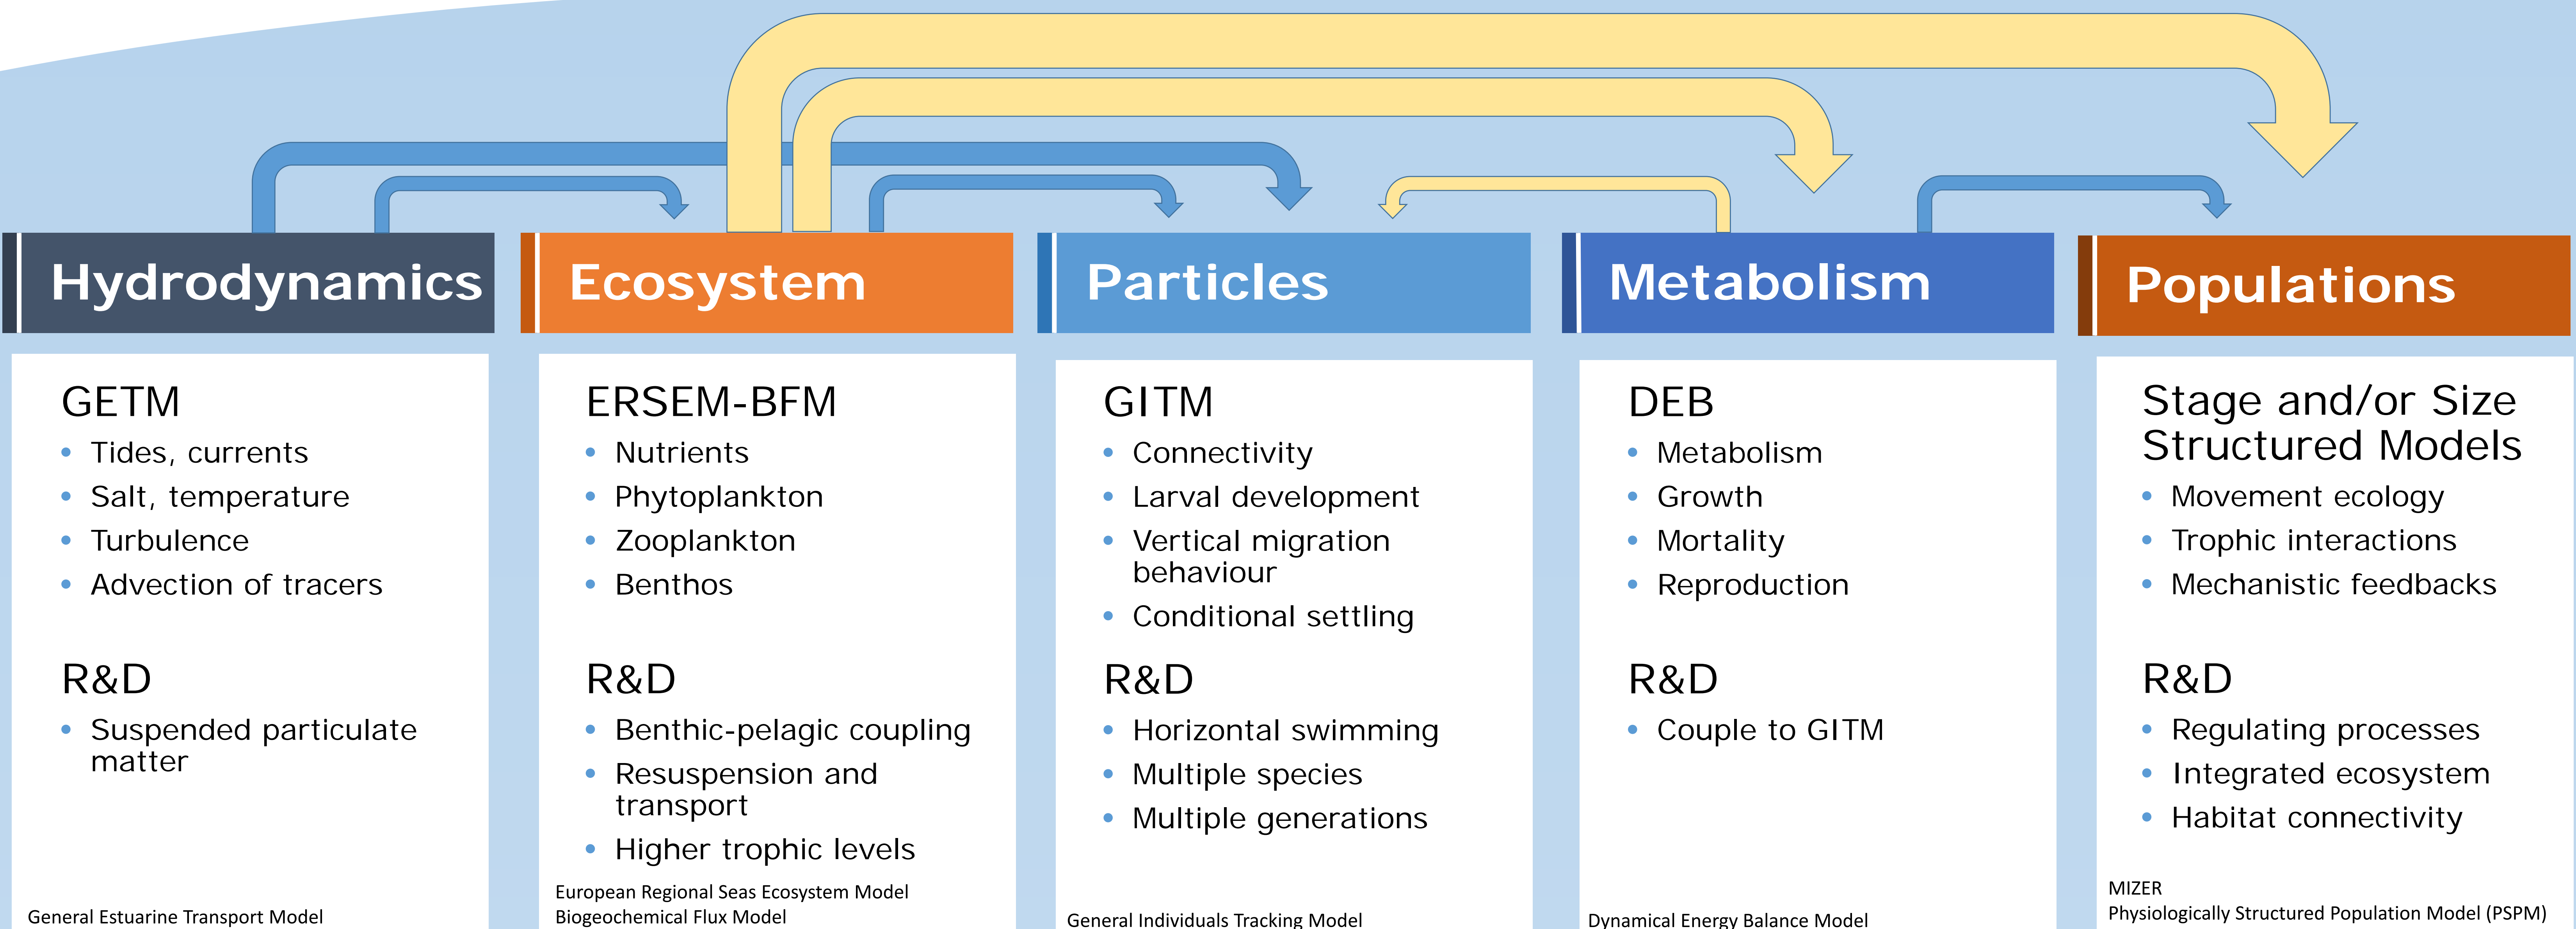 Hydrodynamics
GETM
Tides, currents
Salt, temperature
Turbulence
Advection of tracers
R&D
Suspended particulate
matter
General Estuarine Transport Model
Ecosystem
ERSEM-BFM
Nutrients
Phytoplankton
Zooplankton
Benthos
R&D
Benthic-pelagic coupling
Resuspension and
transport
Higher trophic levels
European Regional Seas Ecosystem Model
Biogeochemical Flux Model
Particles
GITM
Connectivity
Larval development
Vertical migration
behaviour
Conditional settling
R&D
Horizontal swimming
Multiple species
Multiple generations
General Individuals Tracking Model
Metabolism
DEB
Metabolism
Growth
Mortality
Reproduction
R&D
Couple to GITM
Dynamical Energy Balance Model
Populations
Stage and/or Size
Structured Models
Movement ecology
Trophic interactions
Mechanistic feedbacks
R&D
Regulating processes
Integrated ecosystem
Habitat connectivity
MIZER
Physiologically Structured Population Model (PSPM)